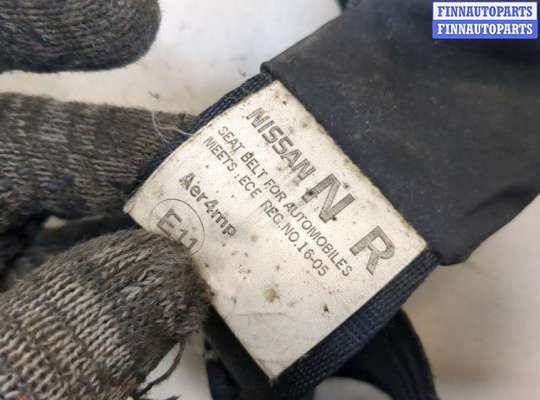 FINNAUTOPARTS
FINNAUTOPARTS
NISSAN N R
SEAT BELT FOR AUTOMOBILES
MEETS ECE REG.NO.16-05
Aer4mp
E11